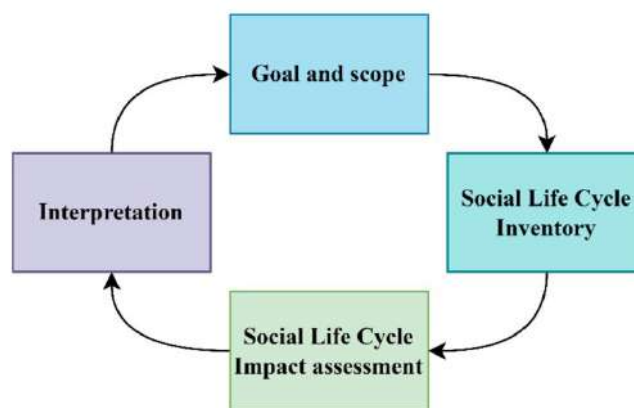 Goal and scope
Social Life Cycle
Inventory
Social Life Cycle
Impact assessment
Interpretation